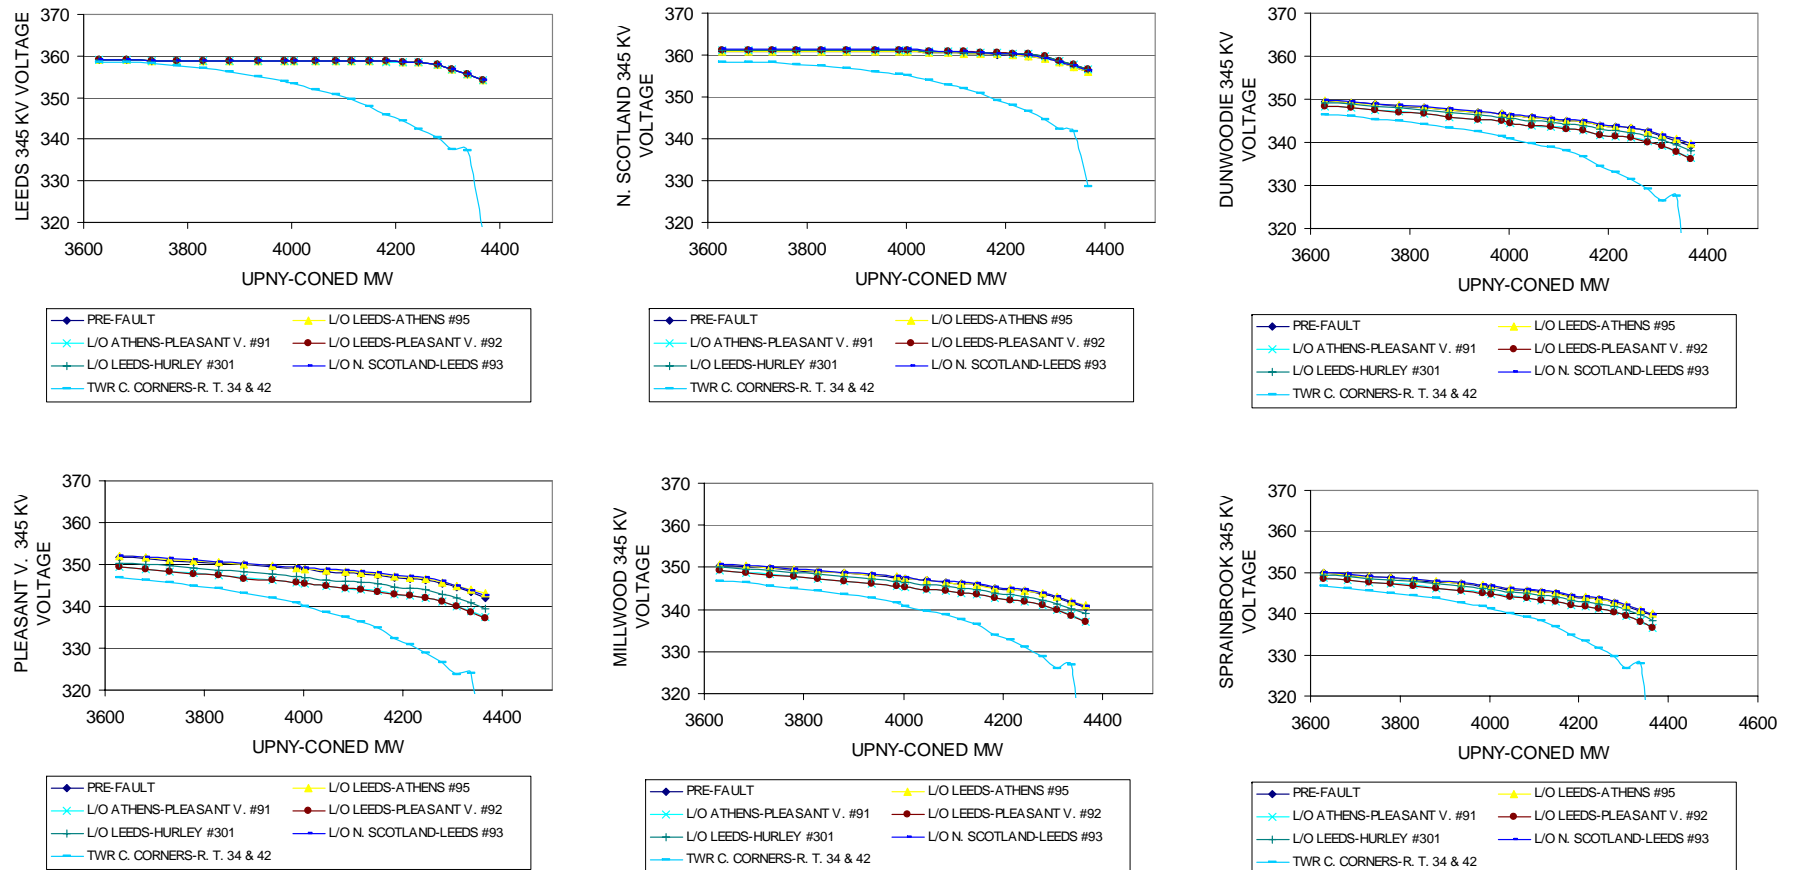 LEEDS 345 KV VOLTAGE
370
360
350
340
330
320
3600 3800 4000 4200 4400
UPNY-CONED MW
PRE-FAULT L/O LEEDS-ATHENS #95
L/O ATHENS-PLEASANT V. #91 L/O LEEDS-PLEASANT V. #92
L/O LEEDS-HURLEY #301 L/O N. SCOTLAND-LEEDS #93
TWR C. CORNERS-R. T. 34 & 42
N. SCOTLAND 345 KV
VOLTAGE
370
360
350
340
330
320
3600 3800 4000 4200 4400
UPNY-CONED MW
PRE-FAULT L/O LEEDS-ATHENS #95
L/O ATHENS-PLEASANT V. #91 L/O LEEDS-PLEASANT V. #92
L/O LEEDS-HURLEY #301 L/O N. SCOTLAND-LEEDS #93
TWR C. CORNERS-R. T. 34 & 42
DUNWOODIE 345 KV
VOLTAGE
370
360
350
340
330
320
3600 3800 4000 4200 4400
UPNY-CONED MW
PRE-FAULT L/O LEEDS-ATHENS #95
L/O ATHENS-PLEASANT V. #91 L/O LEEDS-PLEASANT V. #92
L/O LEEDS-HURLEY #301 L/O N. SCOTLAND-LEEDS #93
TWR C. CORNERS-R. T. 34 & 42
PLEASANT V. 345 KV
VOLTAGE
370
360
350
340
330
320
3600 3800 4000 4200 4400
UPNY-CONED MW
PRE-FAULT L/O LEEDS-ATHENS #95
L/O ATHENS-PLEASANT V. #91 L/O LEEDS-PLEASANT V. #92
L/O LEEDS-HURLEY #301 L/O N. SCOTLAND-LEEDS #93
TWR C. CORNERS-R. T. 34 & 42
MILLWOOD 345 KV
VOLTAGE
370
360
350
340
330
320
3600 3800 4000 4200 4400
UPNY-CONED MW
PRE-FAULT L/O LEEDS-ATHENS #95
L/O ATHENS-PLEASANT V. #91 L/O LEEDS-PLEASANT V. #92
L/O LEEDS-HURLEY #301 L/O N. SCOTLAND-LEEDS #93
TWR C. CORNERS-R. T. 34 & 42
SPRAINBROOK 345 KV
VOLTAGE
370
360
350
340
330
320
3600 3800 4000 4200 4400 4600
UPNY-CONED MW
PRE-FAULT L/O LEEDS-ATHENS #95
L/O ATHENS-PLEASANT V. #91 L/O LEEDS-PLEASANT V. #92
L/O LEEDS-HURLEY #301 L/O N. SCOTLAND-LEEDS #93
TWR C. CORNERS-R. T. 34 & 42